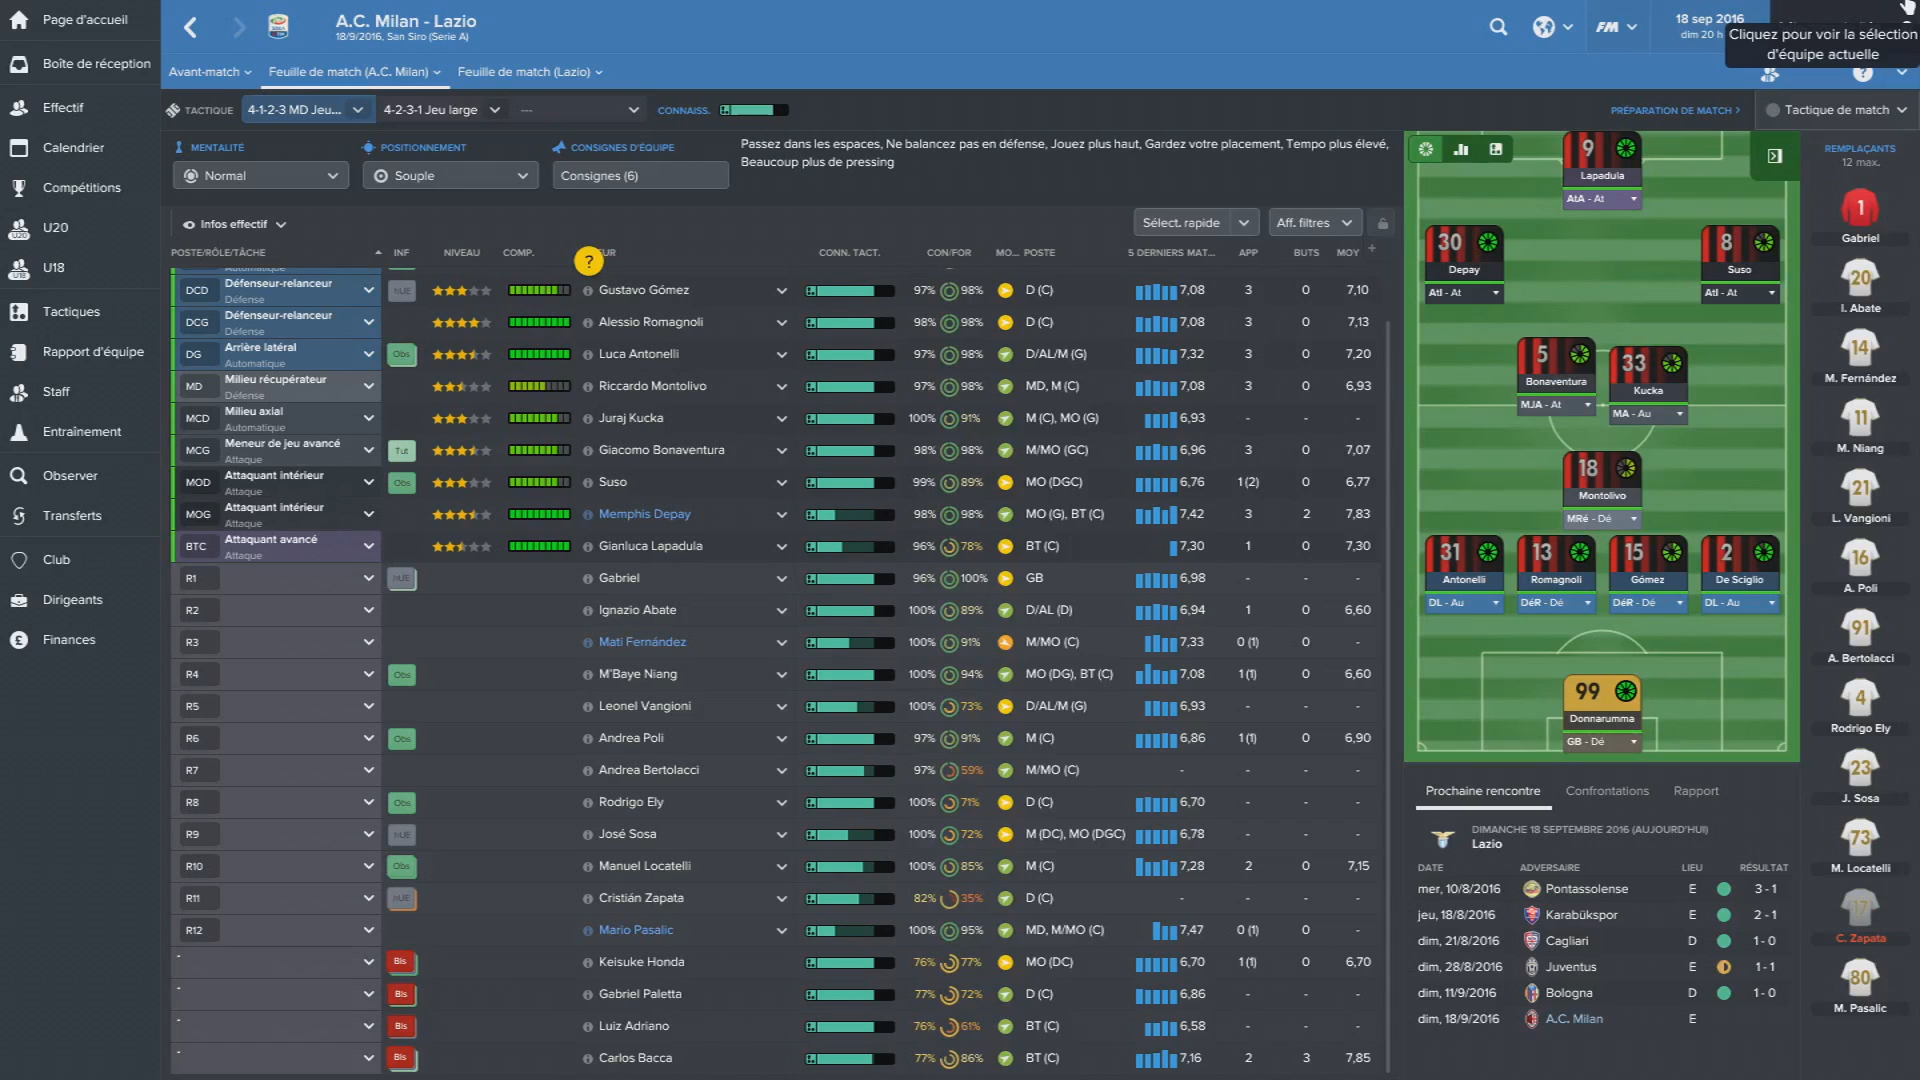 Page d'accueil
Boîte de réception
Effectif
Calendrier
Compétitions
U20
U18
Tactiques
Rapport d'équipe
Staff
Entraînement
Observer
Transferts
Club
Dirigeants
Finances
A.C. Milan - Lazio
18/9/2016, San Siro (Serie A)
FM
18 sep 2016
dim 20 h
Cliquez pour voir la sélection
d'équipe actuelle
Avant-match
Feuille de match (A.C. Milan)
Feuille de match (Lazio)
TACTIQUE
4-1-2-3 MD Jeu...
4-2-3-1 Jeu large
---
CONNAISS.
PRÉPARATION DE MATCH >
Tactique de match
MENTALITÉ
Normal
POSITIONNEMENT
Souple
CONSIGNES D'ÉQUIPE
Consignes (6)
Passez dans les espaces, Ne balancez pas en défense, Jouez plus haut, Gardez votre placement, Tempo plus élevé,
Beaucoup plus de pressing
Infos effectif
Sélect. rapide
Aff. filtres
POSTE/RÔLE/TÂCHE INF NIVEAU COMP. ? UR CONN. TACT. CON/FOR MO... POSTE 5 DERNIERS MAT... APP BUTS MOY +
Automatique
DCD Défenseur-relanceur Défense hUE Gustavo Gómez 97% 98% D (C) 7,08 3 0 7,10
DCG Défenseur-relanceur Défense Alessio Romagnoli 98% 98% D (C) 7,08 3 0 7,13
DG Arrière latéral Automatique Obs Luca Antonelli 97% 98% D/AL/M (G) 7,32 3 0 7,20
MD Milieu récupérateur Défense Riccardo Montolivo 97% 98% MD, M (C) 7,08 3 0 6,93
MCD Milieu axial Automatique Juraj Kucka 100% 91% M (C), MO (G) 6,93 - - -
MCG Meneur de jeu avancé Attaque Tut Giacomo Bonaventura 98% 98% M/MO (GC) 6,96 3 0 7,07
MOD Attaquant intérieur Attaque Obs Suso 99% 89% MO (DGC) 6,76 1 (2) 0 6,77
MOG Attaquant intérieur Attaque Memphis Depay 98% 98% MO (G), BT (C) 7,42 3 2 7,83
BTC Attaquant avancé Attaque Gianluca Lapadula 96% 78% BT (C) 7,30 1 0 7,30
R1 hUE Gabriel 96% 100% GB 6,98 - - -
R2 Ignazio Abate 100% 89% D/AL (D) 6,94 1 0 6,60
R3 Mati Fernández 100% 91% M/MO (C) 7,33 0 (1) 0 -
R4 Obs M'Baye Niang 100% 94% MO (DG), BT (C) 7,08 1 (1) 0 6,60
R5 Leonel Vangioni 100% 73% D/AL/M (G) 6,93 - - -
R6 Obs Andrea Poli 97% 91% M (C) 6,86 1 (1) 0 6,90
R7 Andrea Bertolacci 97% 59% M/MO (C) - - - -
R8 Obs Rodrigo Ely 100% 71% D (C) 6,70 - - -
R9 hUE José Sosa 100% 72% M (DC), MO (DGC) 6,78 - - -
R10 Obs Manuel Locatelli 100% 85% M (C) 7,28 2 0 7,15
R11 hUE Cristián Zapata 82% 35% D (C) - - - -
R12 Mario Pasalic 100% 95% MD, M/MO (C) 7,47 0 (1) 0 -
- Bls Keisuke Honda 76% 77% MO (DC) 6,70 1 (1) 0 6,70
- Bls Gabriel Paletta 77% 72% D (C) 6,86 - - -
- Bls Luiz Adriano 76% 61% BT (C) 6,58 - - -
- Bls Carlos Bacca 77% 86% BT (C) 7,16 2 3 7,85
9
Lapadula
AtA - At
30
Depay
AtI - At
8
Suso
AtI - At
5
Bonaventura
MJA - At
33
Kucka
MA - Au
18
Montolivo
MRé - Dé
31
Antonelli
DL - Au
13
Romagnoli
DéR - Dé
15
Gómez
DéR - Dé
2
De Sciglio
DL - Au
99
Donnarumma
GB - Dé
REMPLAÇANTS
12 max.
1
Gabriel
20
I. Abate
14
M. Fernández
11
M. Niang
21
L. Vangioni
16
A. Poli
91
A. Bertolacci
4
Rodrigo Ely
23
J. Sosa
73
M. Locatelli
17
C. Zapata
80
M. Pasalic
Prochaine rencontre
Confrontations
Rapport
DIMANCHE 18 SEPTEMBRE 2016 (AUJOURD'HUI)
Lazio
DATE ADVERSAIRE LIEU RÉSULTAT
mer, 10/8/2016 Pontassolense E 3 - 1
jeu, 18/8/2016 Karabükspor E 2 - 1
dim, 21/8/2016 Cagliari D 1 - 0
dim, 28/8/2016 Juventus E 1 - 1
dim, 11/9/2016 Bologna D 1 - 0
dim, 18/9/2016 A.C. Milan E